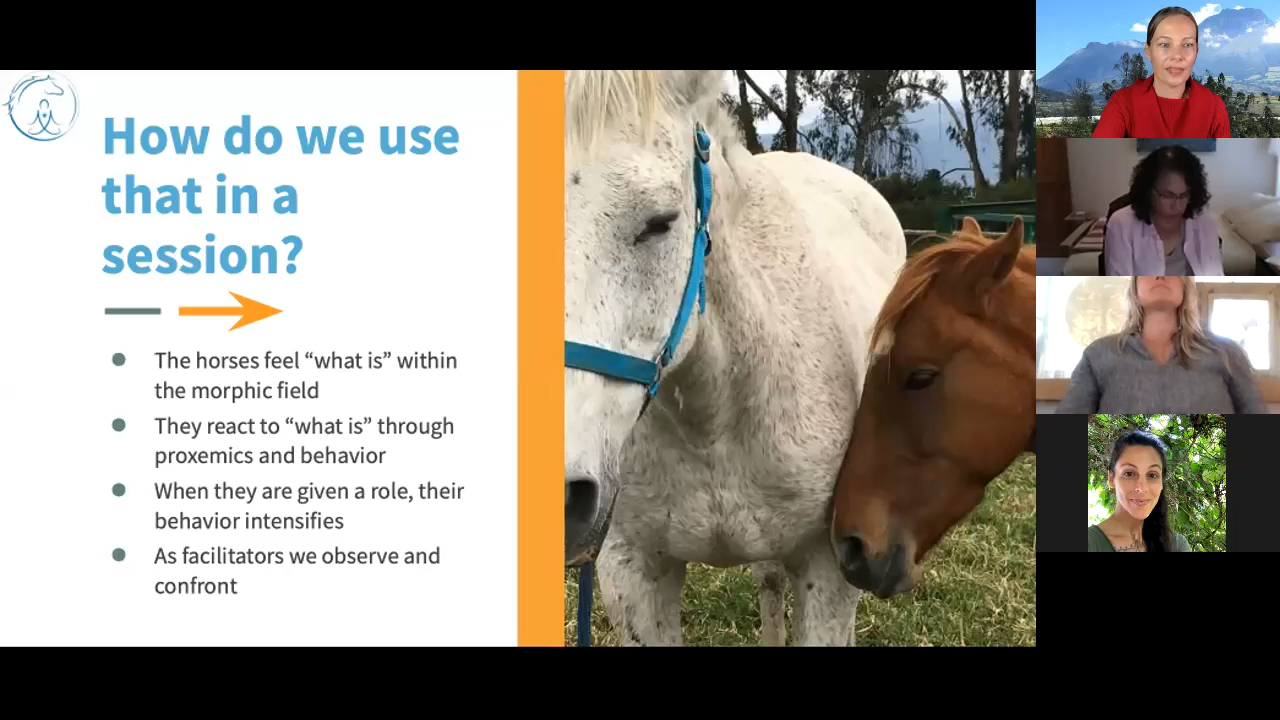 How do we use
that in a
session?
The horses feel “what is” within
the morphic field
They react to “what is” through
proxemics and behavior
When they are given a role, their
behavior intensifies
As facilitators we observe and
confront